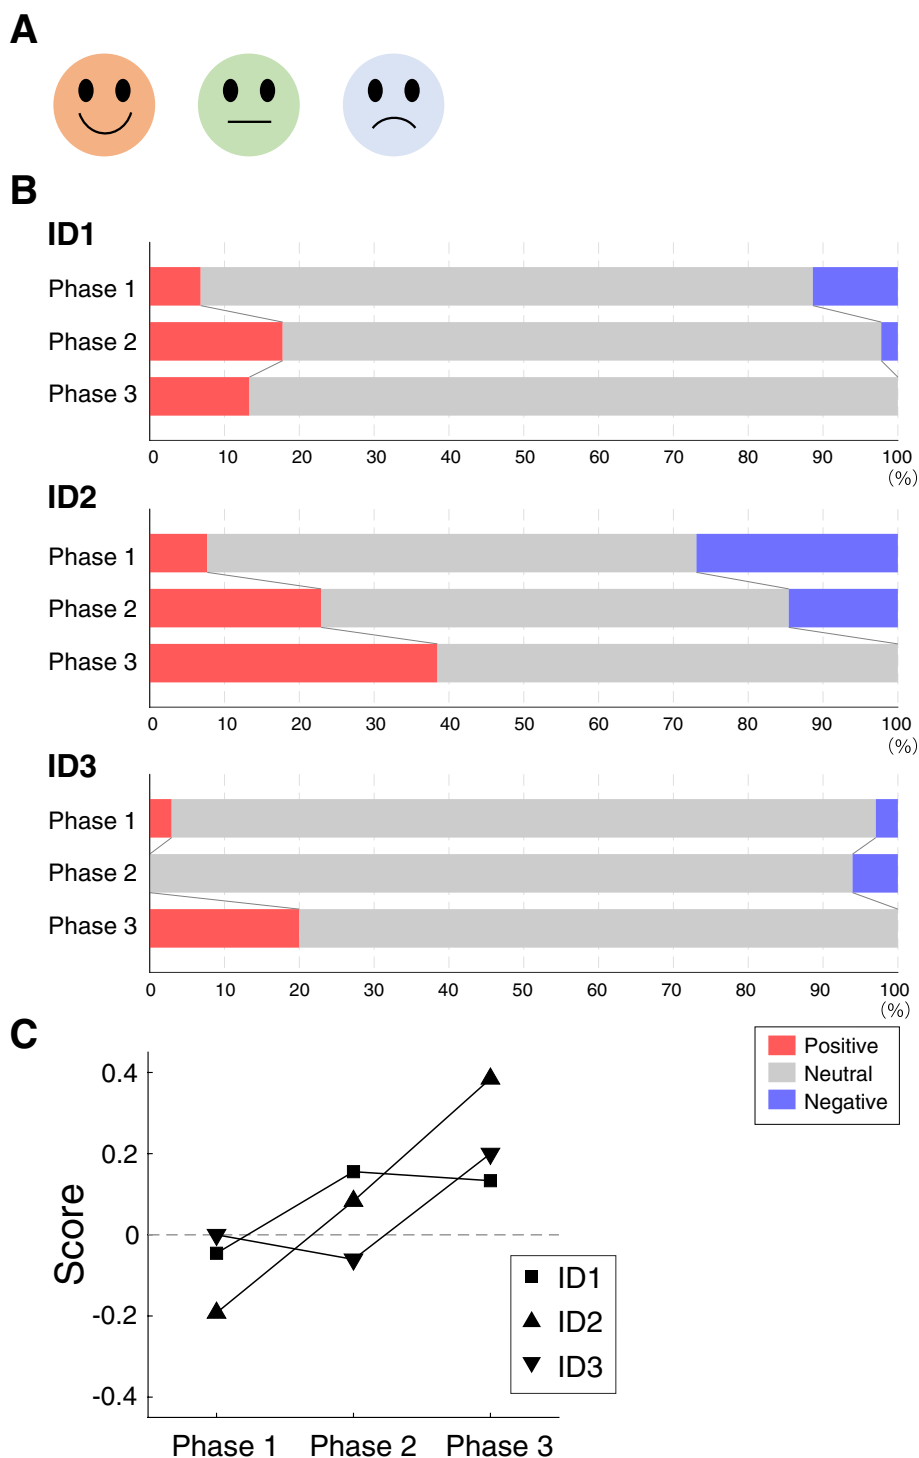 A
B
ID1
Phase 1
Phase 2
Phase 3
0 10 20 30 40 50 60 70 80 90 100
(%)
ID2
Phase 1
Phase 2
Phase 3
0 10 20 30 40 50 60 70 80 90 100
(%)
ID3
Phase 1
Phase 2
Phase 3
0 10 20 30 40 50 60 70 80 90 100
(%)
C
Positive
Neutral
Negative
0.4
0.2
0
-0.2
-0.4
Score
ID1
ID2
ID3
Phase 1 Phase 2 Phase 3